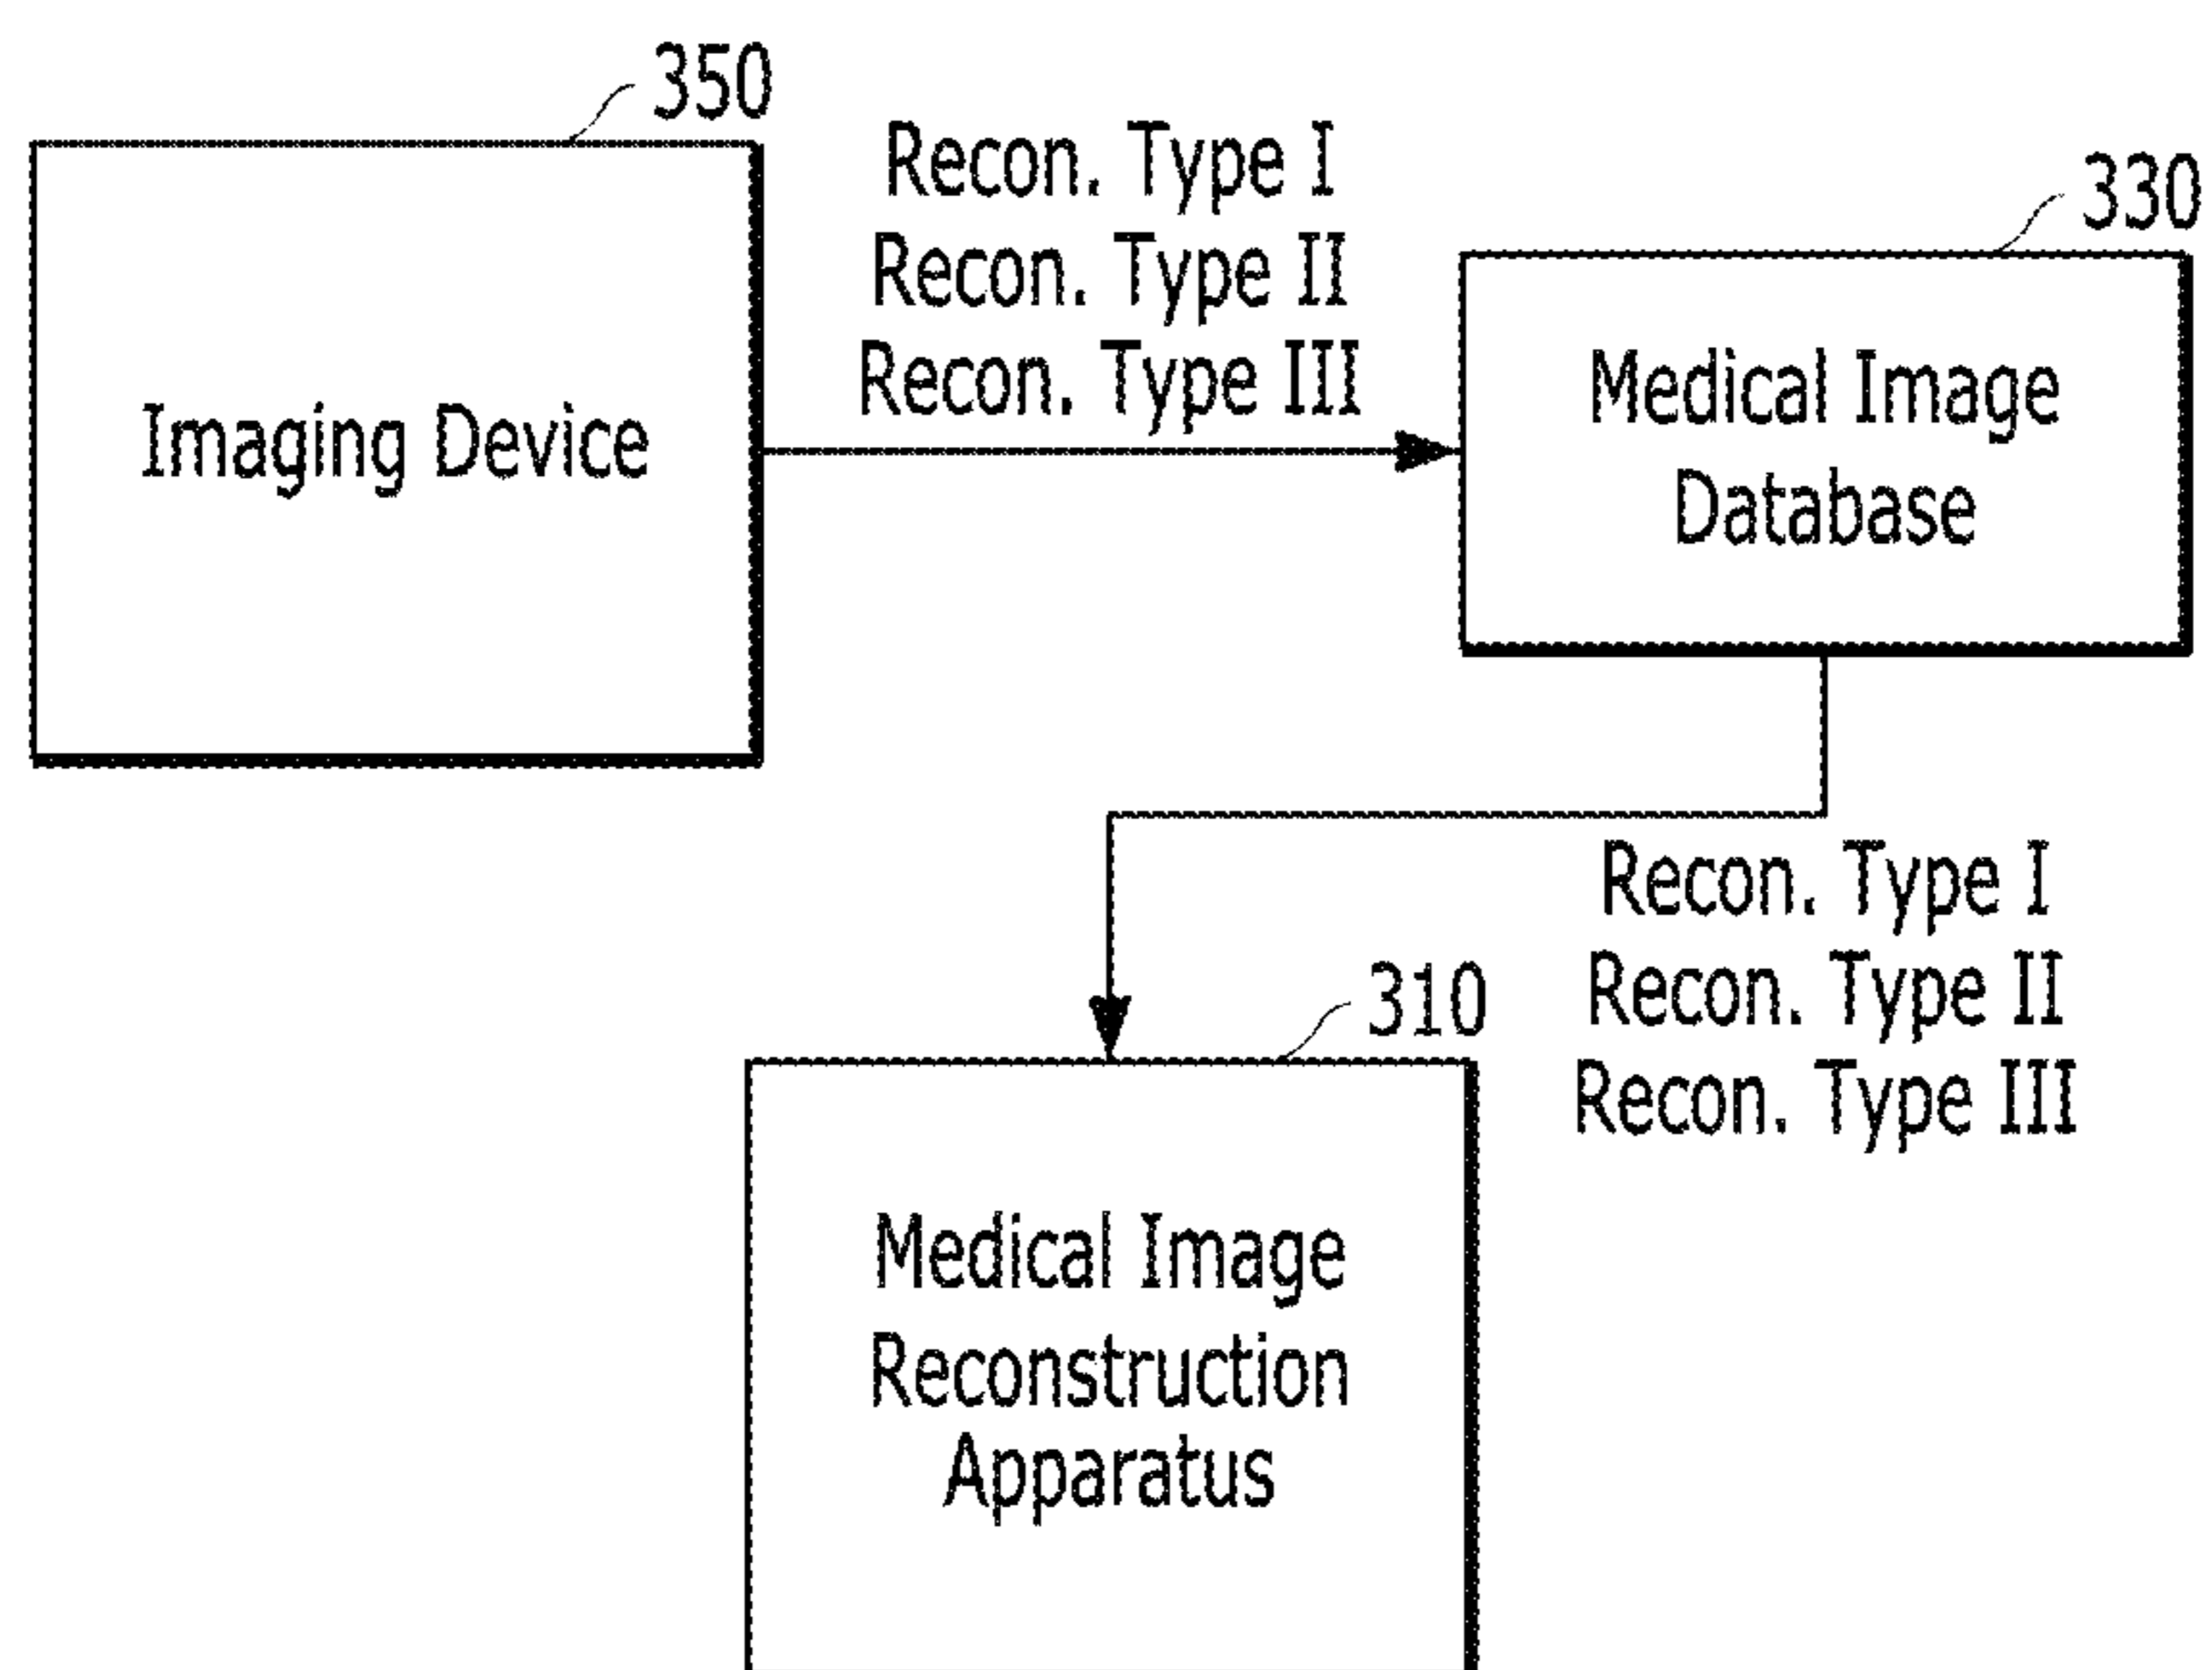 350
Recon. Type I
Recon. Type II
Recon. Type III
Imaging Device
330
Medical Image
Database
Recon. Type I
Recon. Type II
Recon. Type III
310
Medical Image
Reconstruction
Apparatus